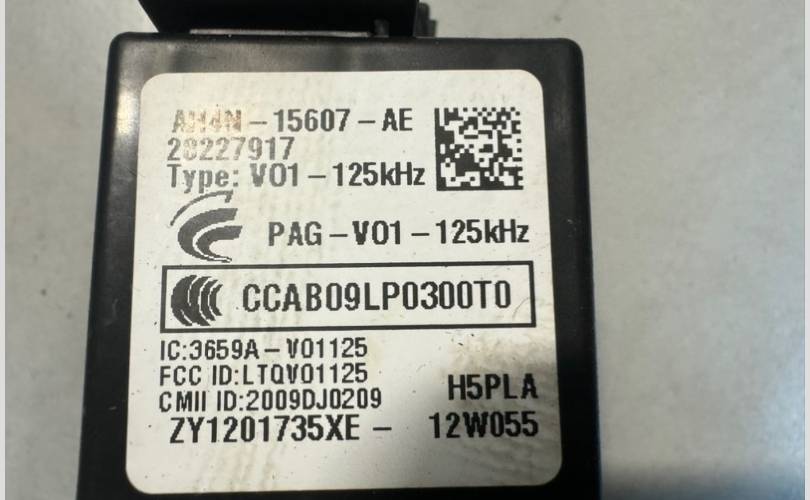 AH4N-15607-AE
28227917
Type: V01-125kHz
PAG-V01-125kHz
CCAB09LP0300T0
IC:3659A-V01125
FCC ID:LTQV01125
CMII ID:2009DJ0209
H5PLA
ZY1201735XE - 12W055